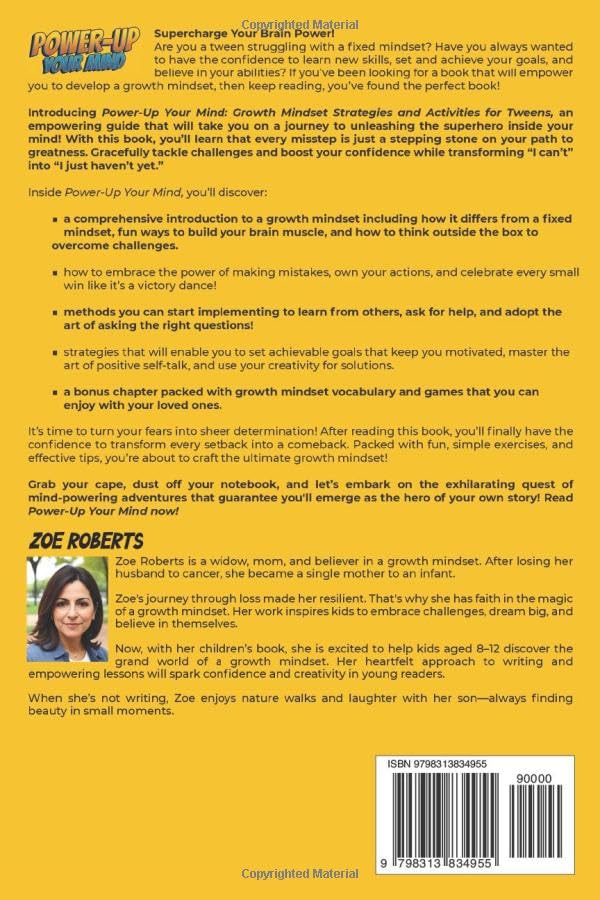 Copyrighted Material
POWER-UP
YOUR MIND
Supercharge Your Brain Power!
Are you a tween struggling with a fixed mindset? Have you always wanted
to have the confidence to learn new skills, set and achieve your goals, and
believe in your abilities? If you've been looking for a book that will empower
you to develop a growth mindset, then keep reading, you've found the perfect book!
Introducing Power-Up Your Mind: Growth Mindset Strategies and Activities for Tweens, an
empowering guide that will take you on a journey to unleashing the superhero inside your
mind! With this book, you'll learn that every misstep is just a stepping stone on your path to
greatness. Gracefully tackle challenges and boost your confidence while transforming “I can't”
into “I just haven't yet.”
Inside Power-Up Your Mind, you'll discover:
▪ a comprehensive introduction to a growth mindset including how it differs from a fixed
mindset, fun ways to build your brain muscle, and how to think outside the box to
overcome challenges.
▪ how to embrace the power of making mistakes, own your actions, and celebrate every small
win like it's a victory dance!
▪ methods you can start implementing to learn from others, ask for help, and adopt the
art of asking the right questions!
▪ strategies that will enable you to set achievable goals that keep you motivated, master the
art of positive self-talk, and use your creativity for solutions.
▪ a bonus chapter packed with growth mindset vocabulary and games that you can
enjoy with your loved ones.
It's time to turn your fears into sheer determination! After reading this book, you'll finally have the
confidence to transform every setback into a comeback. Packed with fun, simple exercises, and
effective tips, you're about to craft the ultimate growth mindset!
Grab your cape, dust off your notebook, and let's embark on the exhilarating quest of
mind-powering adventures that guarantee you'll emerge as the hero of your own story! Read
Power-Up Your Mind now!
ZOE ROBERTS
Zoe Roberts is a widow, mom, and believer in a growth mindset. After losing her
husband to cancer, she became a single mother to an infant.
Zoe's journey through loss made her resilient. That's why she has faith in the magic
of a growth mindset. Her work inspires kids to embrace challenges, dream big, and
believe in themselves.
Now, with her children's book, she is excited to help kids aged 8–12 discover the
grand world of a growth mindset. Her heartfelt approach to writing and
empowering lessons will spark confidence and creativity in young readers.
When she's not writing, Zoe enjoys nature walks and laughter with her son—always finding
beauty in small moments.
ISBN 9798313834955
90000
9 798313 834955
Copyrighted Material